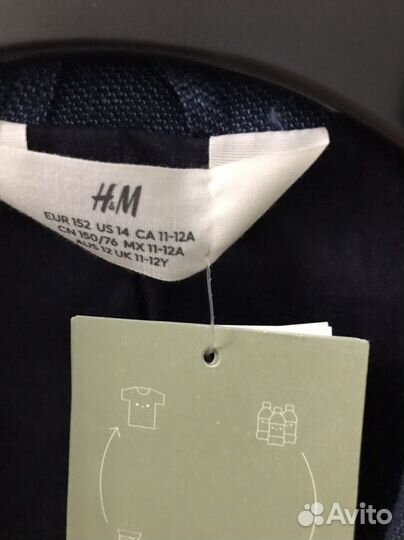 H&M
EUR 152 US 14 CA 11-12A
CN 150/76 MX 11-12A
AUS 12 UK 11-12Y
Avito